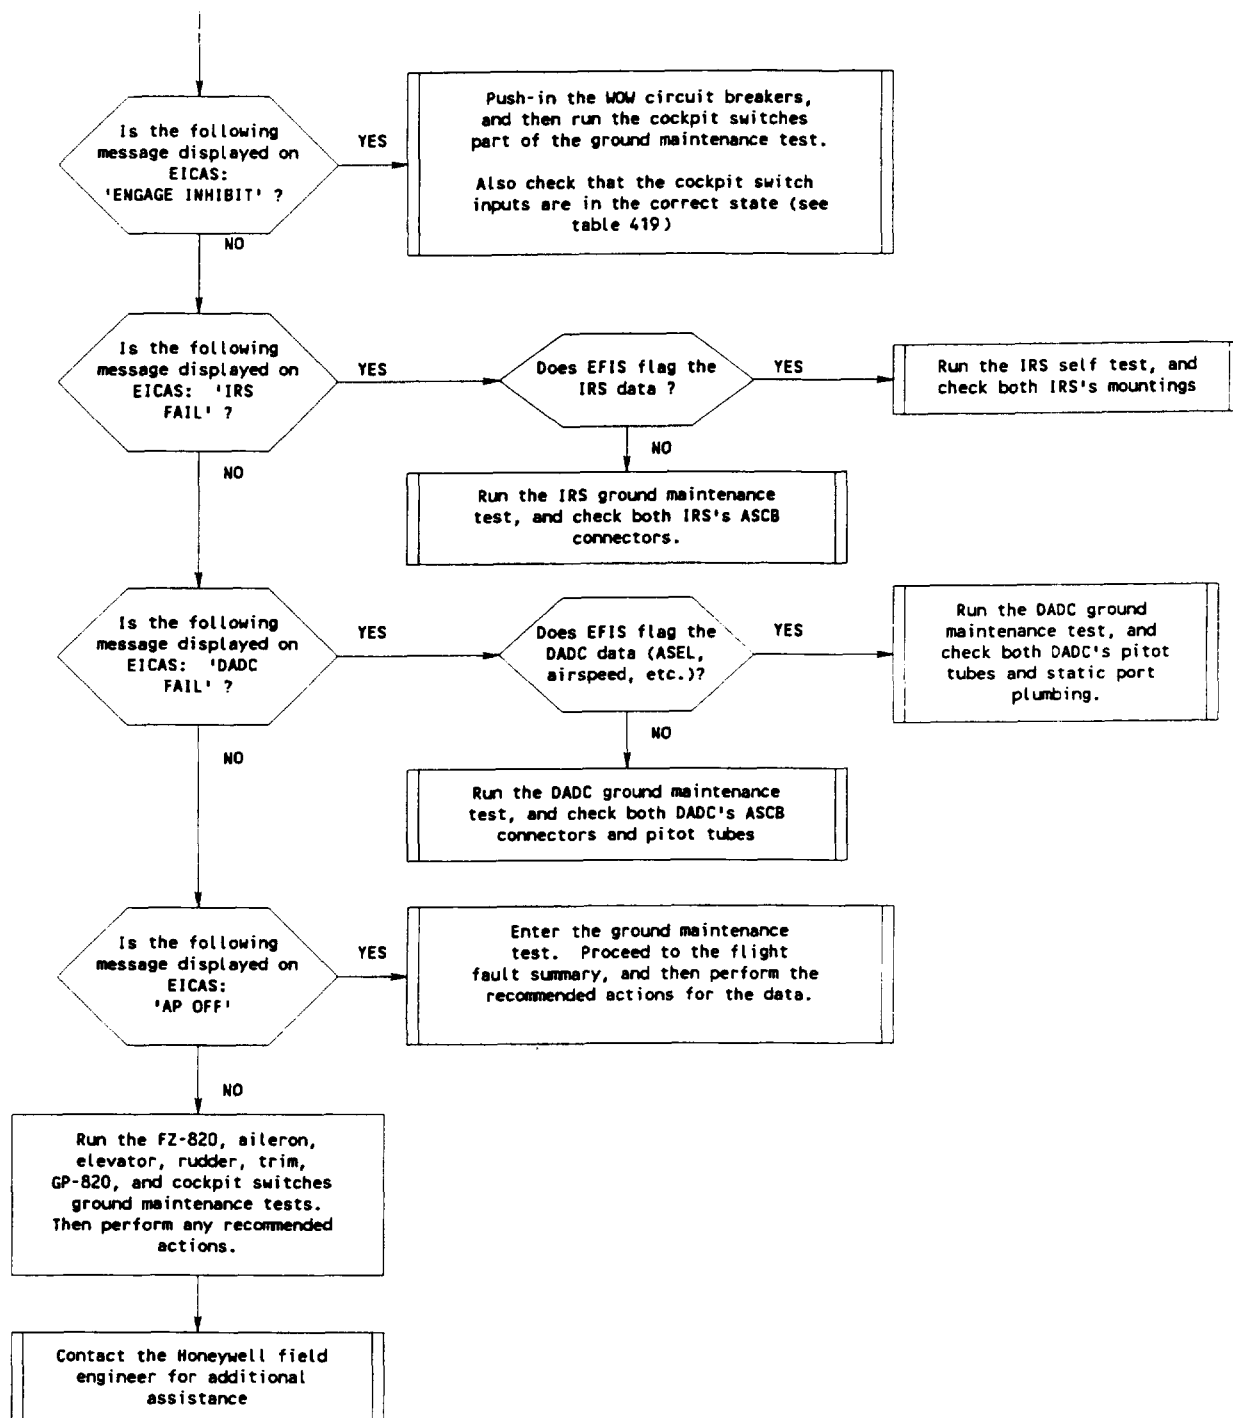 Is the following
message displayed on
EICAS:
'ENGAGE INHIBIT' ?
YES
Push-in the WOW circuit breakers,
and then run the cockpit switches
part of the ground maintenance test.
Also check that the cockpit switch
inputs are in the correct state (see
table 419)
NO
Is the following
message displayed on
EICAS: 'IRS
FAIL' ?
YES
Does EFIS flag the
IRS data ?
YES
Run the IRS self test, and
check both IRS's mountings
NO
NO
Run the IRS ground maintenance
test, and check both IRS's ASCB
connectors.
Is the following
message displayed on
EICAS: 'DADC
FAIL' ?
YES
Does EFIS flag the
DADC data (ASEL,
airspeed, etc.)?
YES
Run the DADC ground
maintenance test, and
check both DADC's pitot
tubes and static port
plumbing.
NO
NO
Run the DADC ground maintenance
test, and check both DADC's ASCB
connectors and pitot tubes
Is the following
message displayed on
EICAS:
'AP OFF'
YES
Enter the ground maintenance
test. Proceed to the flight
fault summary, and then perform the
recommended actions for the data.
NO
Run the FZ-820, aileron,
elevator, rudder, trim,
GP-820, and cockpit switches
ground maintenance tests.
Then perform any recommended
actions.
Contact the Honeywell field
engineer for additional
assistance